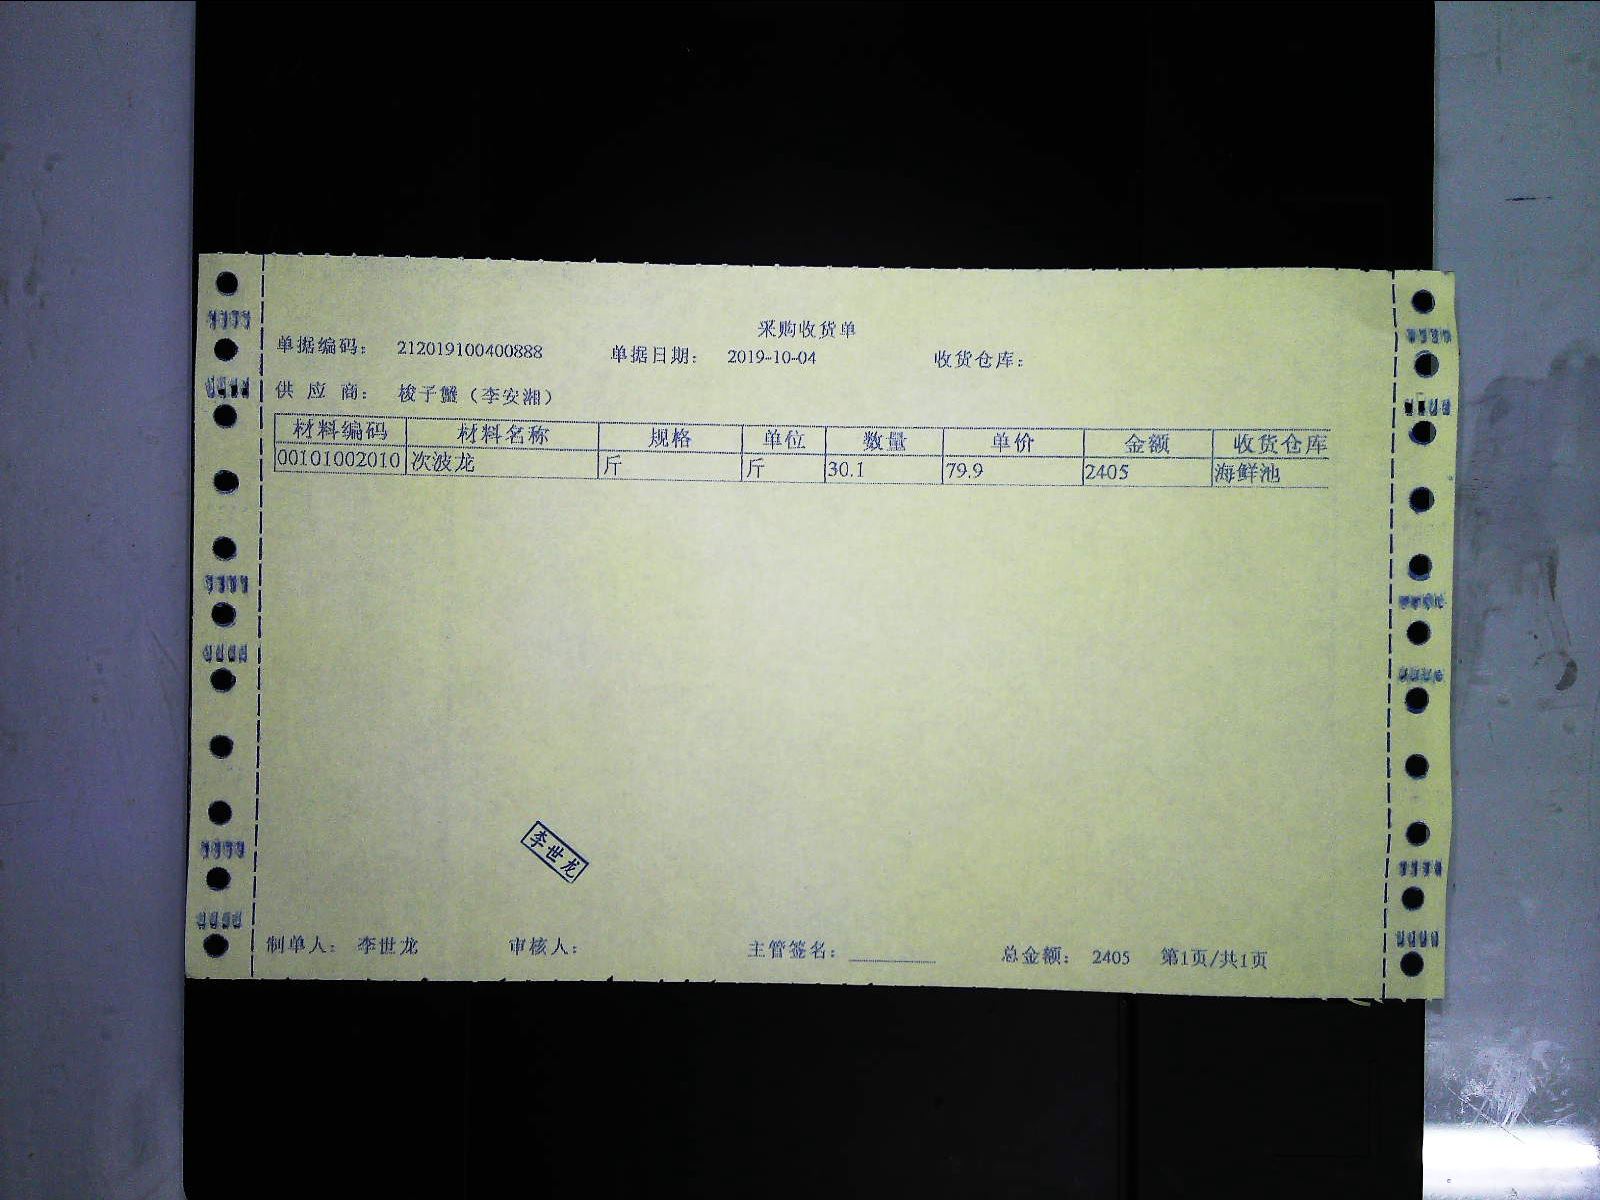 采购收货单
单据编码: 212019100400888 单据日期: 2019-10-04 收货仓库:
供 应 商: 梭子蟹（李安湘）
材料编码 材料名称 规格 单位 数量 单价 金额 收货仓库
00101002010 次波龙 斤 斤 30.1 79.9 2405 海鲜池
李世龙
制单人: 李世龙 审核人: 主管签名: 总金额: 2405 第1页/共1页